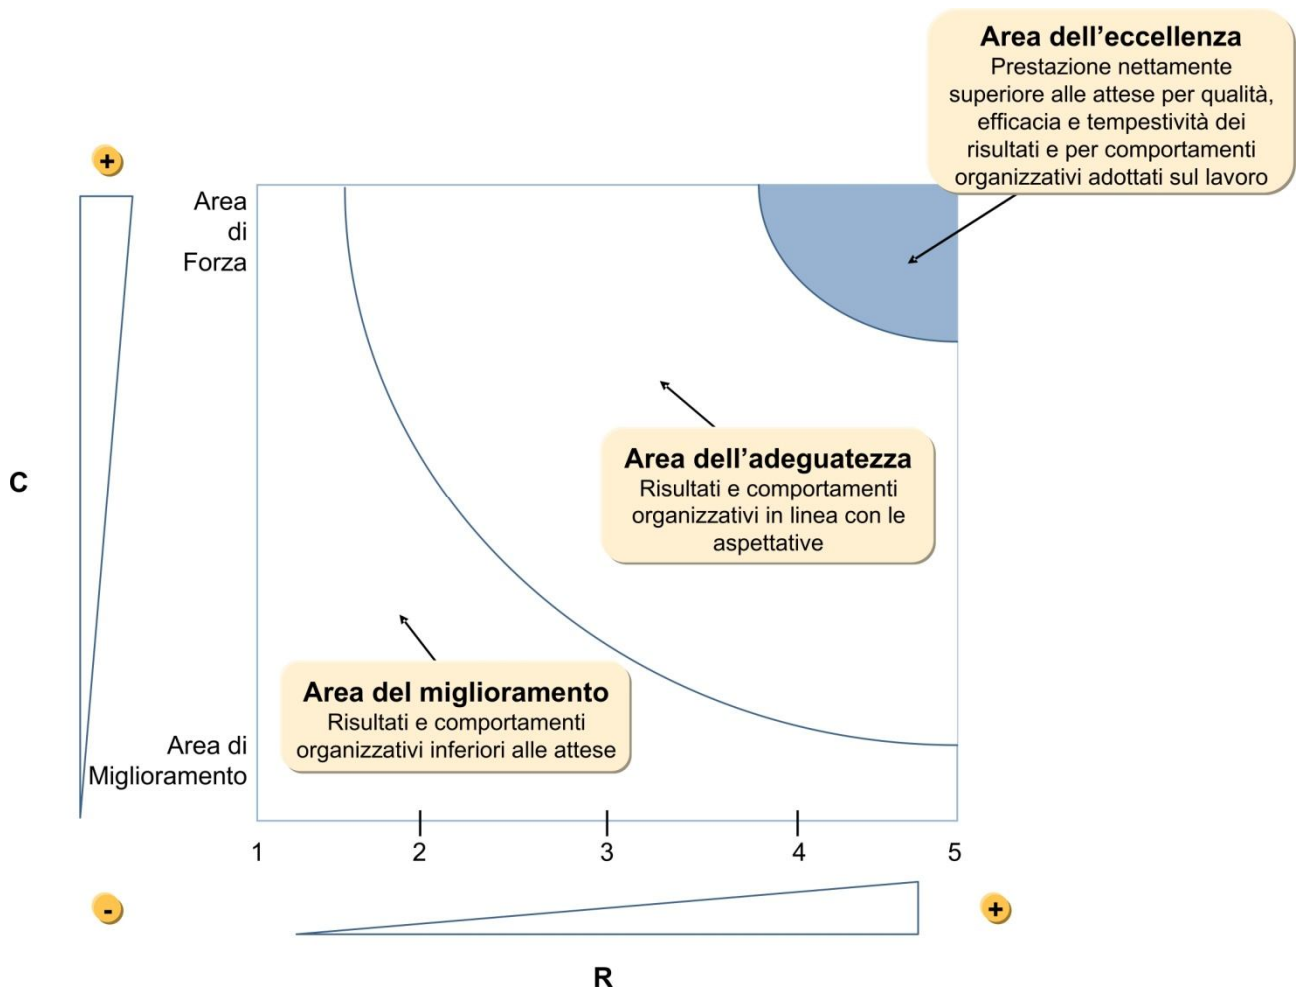 Area dell’eccellenza
Prestazione nettamente
superiore alle attese per qualità,
efficacia e tempestività dei
risultati e per comportamenti
organizzativi adottati sul lavoro
+
Area
di
Forza
Area dell’adeguatezza
Risultati e comportamenti
organizzativi in linea con le
aspettative
C
Area del miglioramento
Risultati e comportamenti
organizzativi inferiori alle attese
Area di
Miglioramento
1 2 3 4 5
- +
R